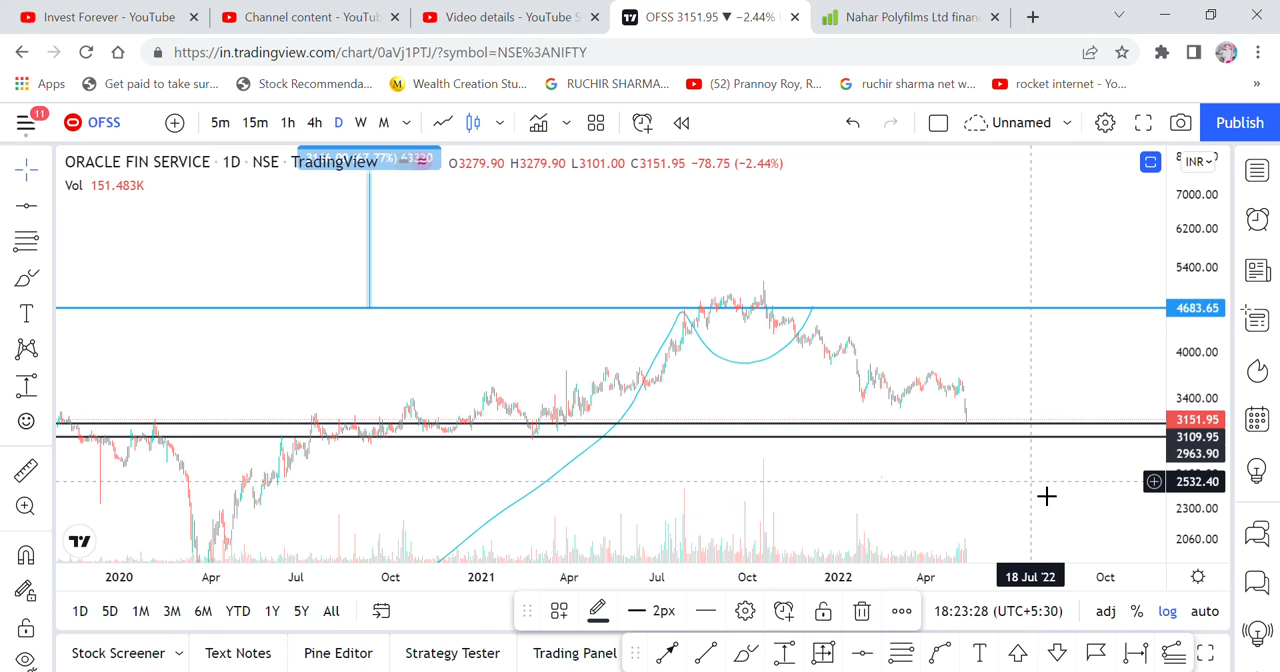 Invest Forever - YouTube
Channel content - YouTub
Video details - YouTube S
OFSS 3151.95 ▼ −2.44%
Nahar Polyfilms Ltd financ
https://in.tradingview.com/chart/0aVj1PTJ/?symbol=NSE%3ANIFTY
Apps
Get paid to take sur...
Stock Recommenda...
Wealth Creation Stu...
RUCHIR SHARMA...
(52) Prannoy Roy, R...
ruchir sharma net w...
rocket internet - Yo...
»
11
OFSS
5m 15m 1h 4h D W M
Unnamed
Publish
ORACLE FIN SERVICE · 1D · NSE · TradingView
O3279.90 H3279.90 L3101.00 C3151.95 −78.75 (−2.44%)
INR
Vol 151.483K
7000.00
6200.00
5400.00
4683.65
4000.00
3400.00
3151.95
3109.95
2963.90
2532.40
2300.00
2060.00
2020 Apr Jul Oct 2021 Apr Jul Oct 2022 Apr 18 Jul '22 Oct
1D 5D 1M 3M 6M YTD 1Y 5Y All
2px
18:23:28 (UTC+5:30)
adj % log auto
Stock Screener
Text Notes
Pine Editor
Strategy Tester
Trading Panel